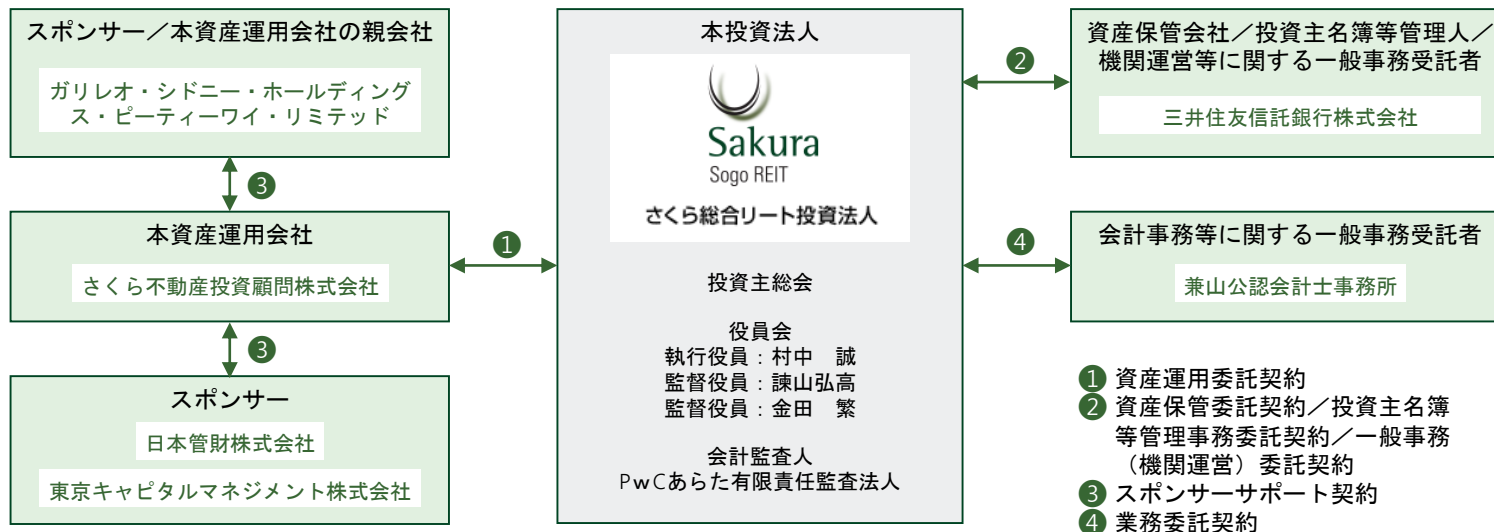 スポンサー／本資産運用会社の親会社
ガリレオ・シドニー・ホールディング
ス・ピーティーワイ・リミテッド
❸
本資産運用会社
さくら不動産投資顧問株式会社
❸
スポンサー
日本管財株式会社
東京キャピタルマネジメント株式会社
❶
本投資法人
Sakura
Sogo REIT
さくら総合リート投資法人
投資主総会
役員会
執行役員：村中　誠
監督役員：諫山弘高
監督役員：金田　繁
会計監査人
PwCあらた有限責任監査法人
❷
資産保管会社／投資主名簿等管理人／
機関運営等に関する一般事務受託者
三井住友信託銀行株式会社
❹
会計事務等に関する一般事務受託者
兼山公認会計士事務所
❶ 資産運用委託契約
❷ 資産保管委託契約／投資主名簿
等管理事務委託契約／一般事務
（機関運営）委託契約
❸ スポンサーサポート契約
❹ 業務委託契約